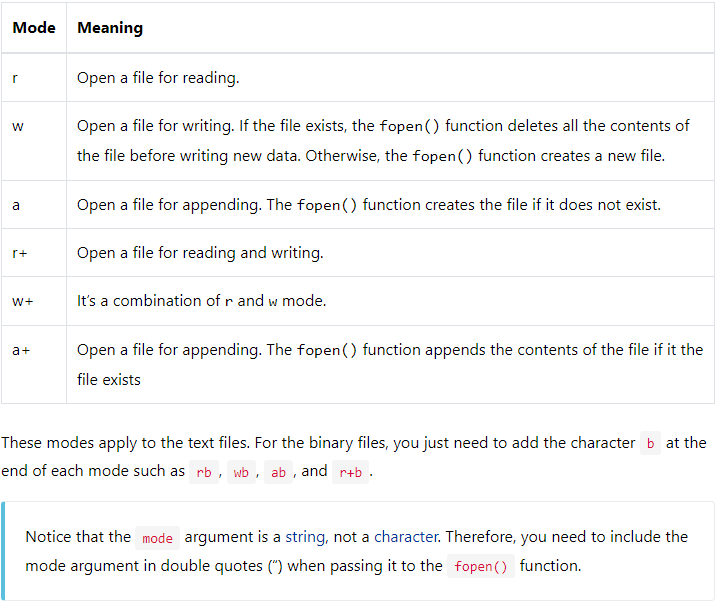 Mode Meaning
r Open a file for reading.
w Open a file for writing. If the file exists, the fopen() function deletes all the contents of
the file before writing new data. Otherwise, the fopen() function creates a new file.
a Open a file for appending. The fopen() function creates the file if it does not exist.
r+ Open a file for reading and writing.
w+ It’s a combination of r and w mode.
a+ Open a file for appending. The fopen() function appends the contents of the file if it the
file exists
These modes apply to the text files. For the binary files, you just need to add the character b at the
end of each mode such as rb , wb , ab , and r+b .
Notice that the mode argument is a string, not a character. Therefore, you need to include the
mode argument in double quotes (“) when passing it to the fopen() function.